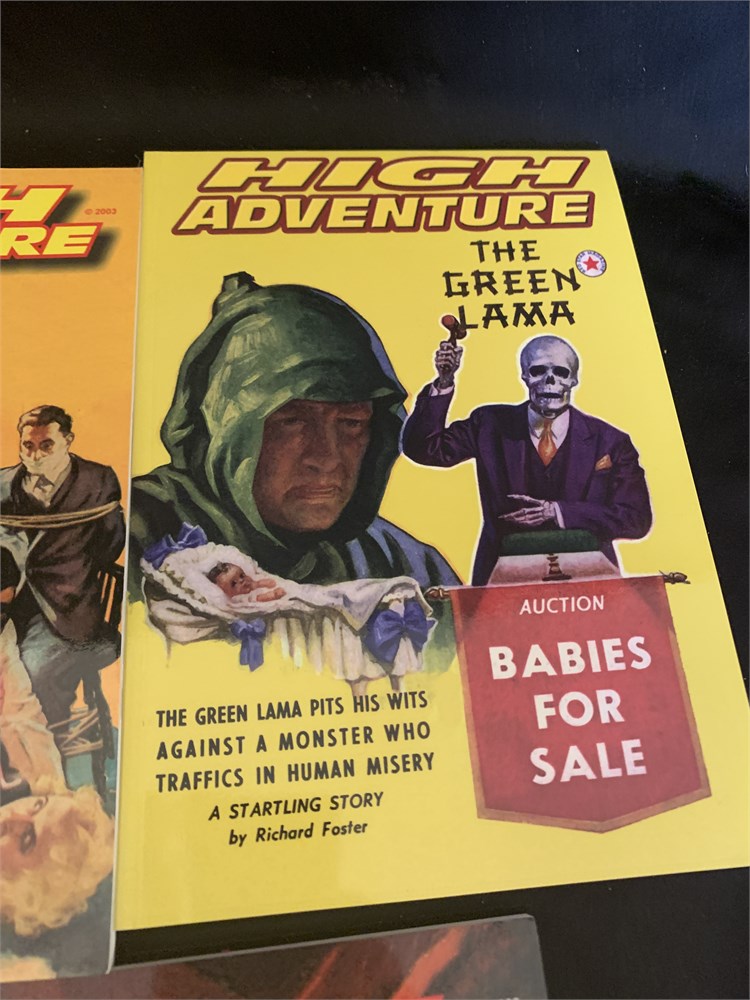 HIGH
ADVENTURE
THE
GREEN
LAMA
AUCTION
BABIES
FOR
SALE
THE GREEN LAMA PITS HIS WITS
AGAINST A MONSTER WHO
TRAFFICS IN HUMAN MISERY
A STARTLING STORY
by Richard Foster
H
© 2003
RE